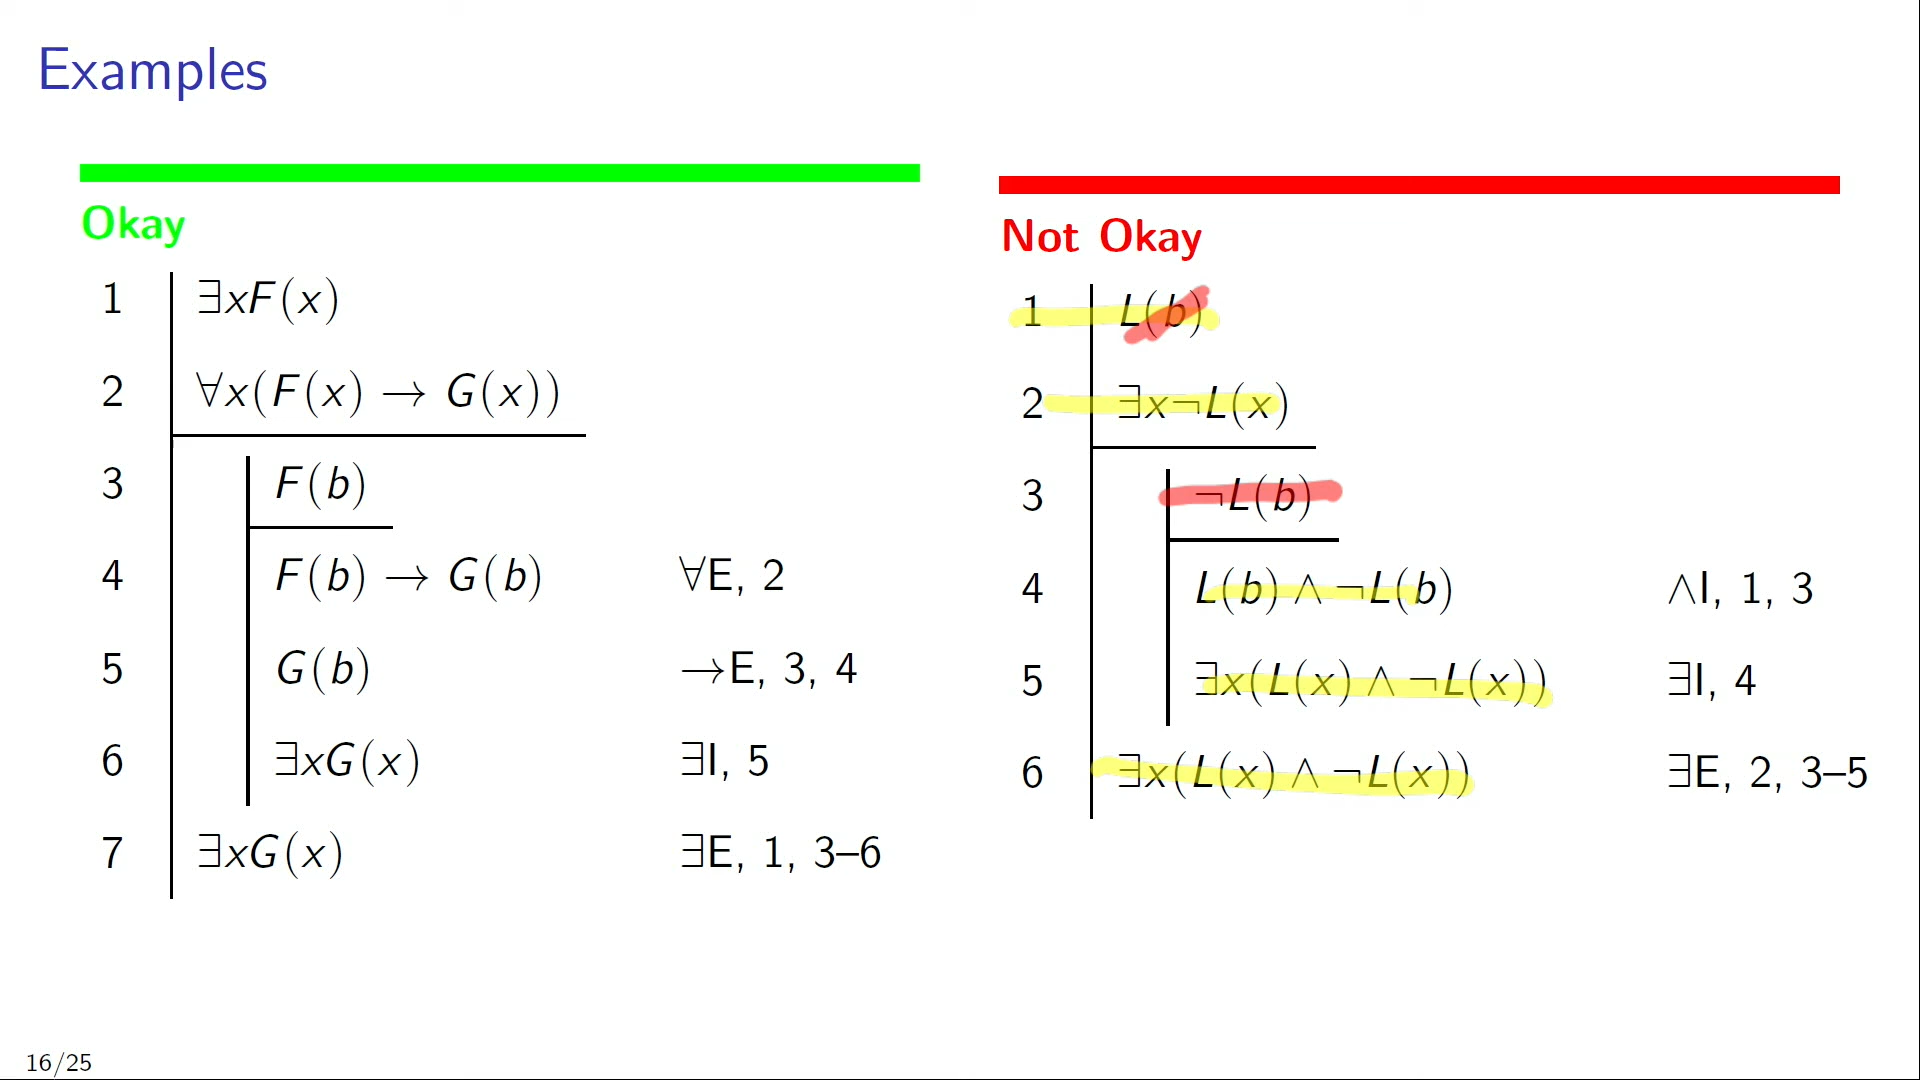 Examples
Okay
1 ∃xF(x)
2 ∀x(F(x) → G(x))
3 F(b)
4 F(b) → G(b) ∀E, 2
5 G(b) →E, 3, 4
6 ∃xG(x) ∃I, 5
7 ∃xG(x) ∃E, 1, 3–6
Not Okay
1 L(b)
2 ∃x¬L(x)
3 ¬L(b)
4 L(b) ∧ ¬L(b) ∧I, 1, 3
5 ∃x(L(x) ∧ ¬L(x)) ∃I, 4
6 ∃x(L(x) ∧ ¬L(x)) ∃E, 2, 3–5
16/25